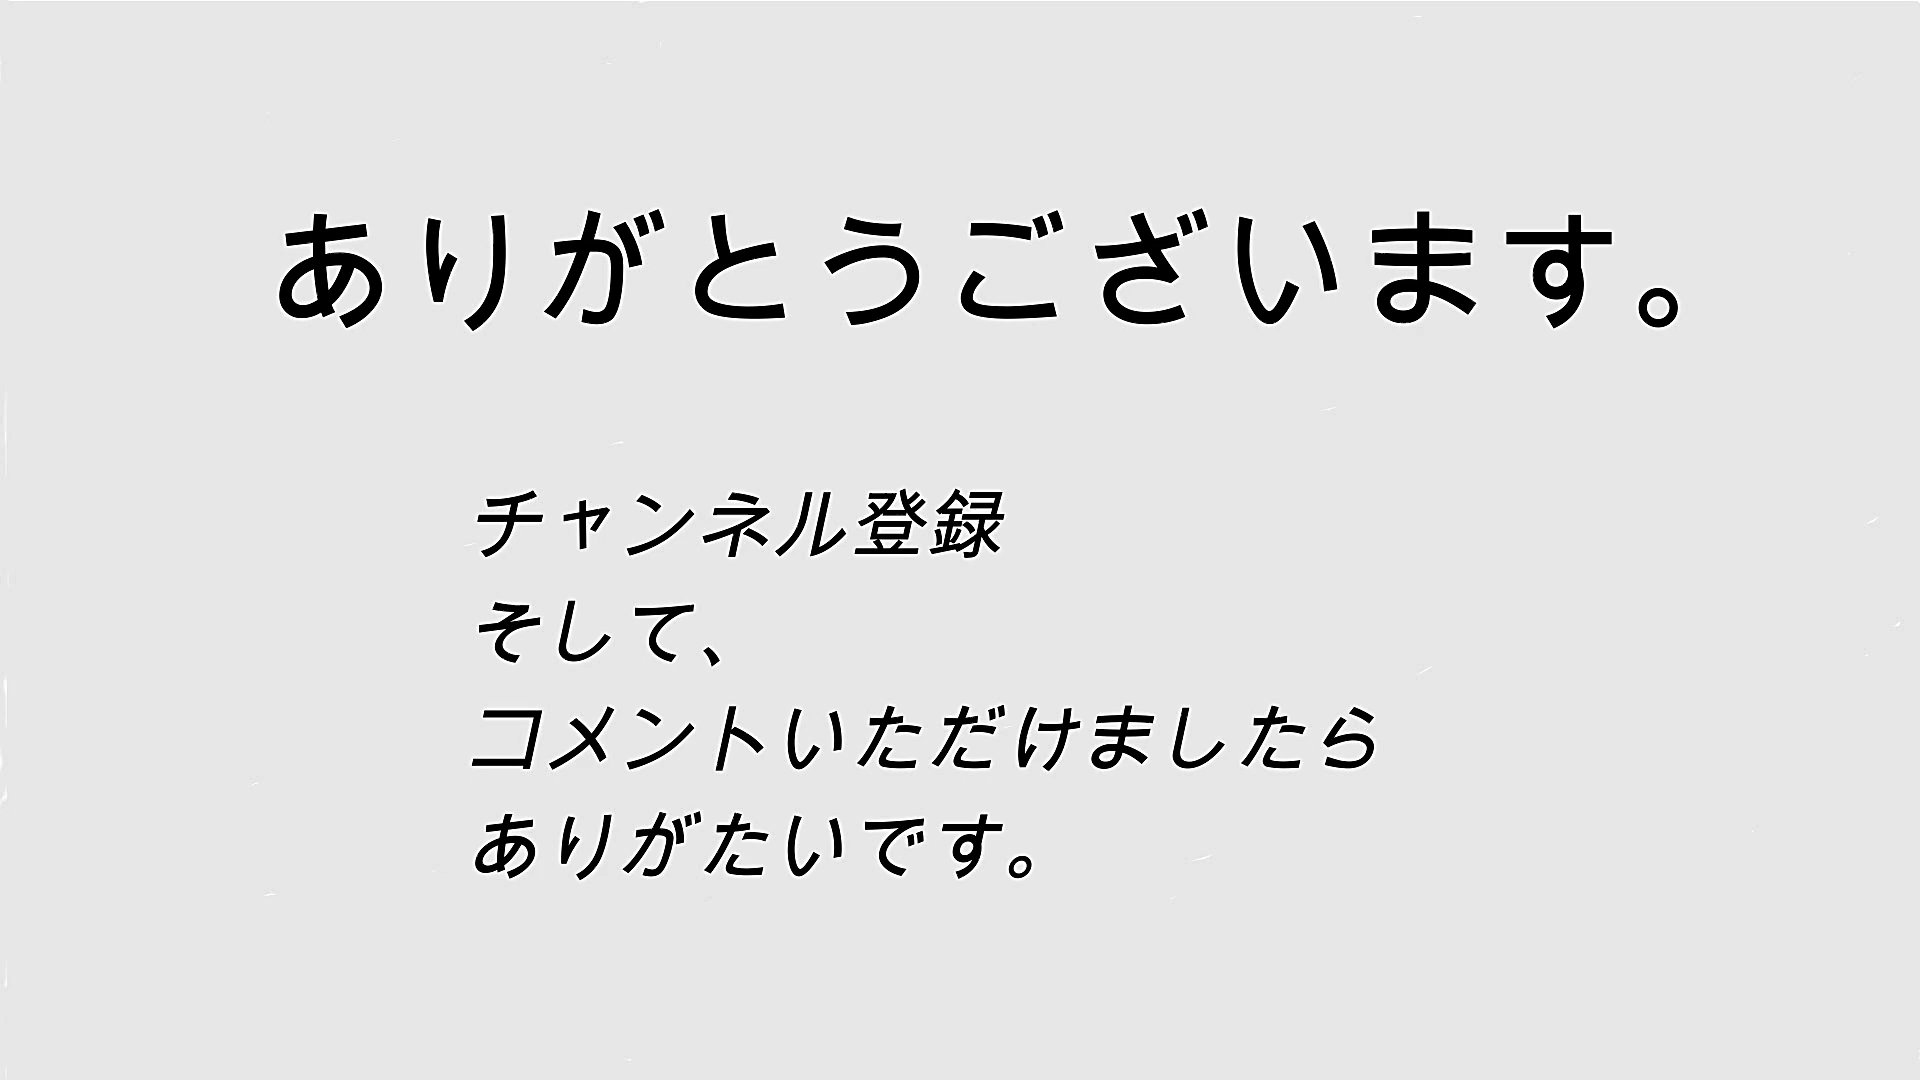 ありがとうございます。
チャンネル登録
そして、
コメントいただけましたら
ありがたいです。